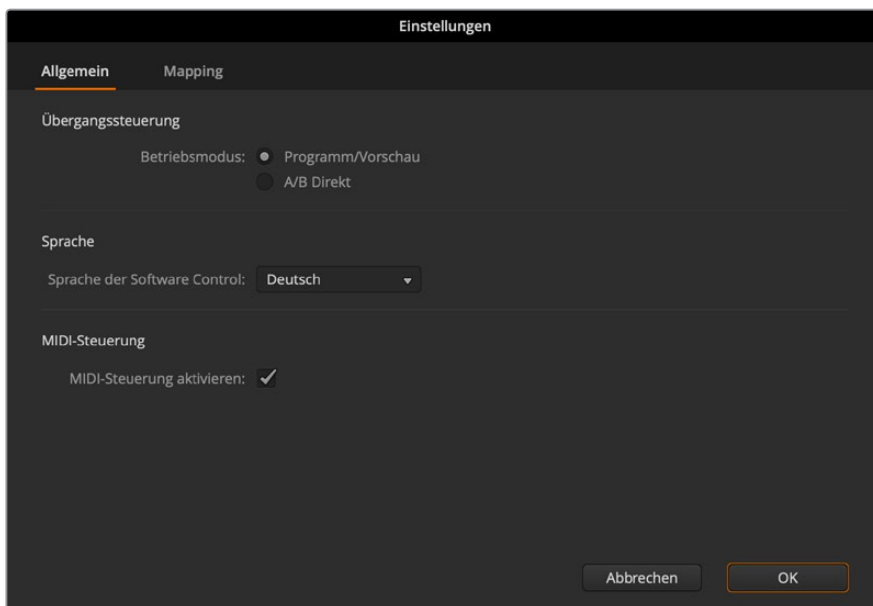 Einstellungen
Allgemein Mapping
Übergangssteuerung
Betriebsmodus: Programm/Vorschau
A/B Direkt
Sprache
Sprache der Software Control: Deutsch
MIDI-Steuerung
MIDI-Steuerung aktivieren:
Abbrechen OK